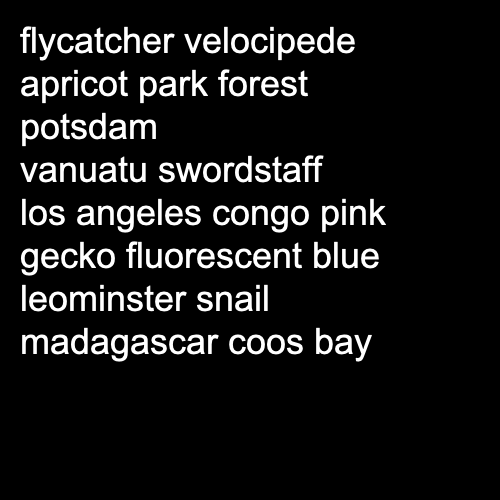 flycatcher velocipede
apricot park forest
potsdam
vanuatu swordstaff
los angeles congo pink
gecko fluorescent blue
leominster snail
madagascar coos bay